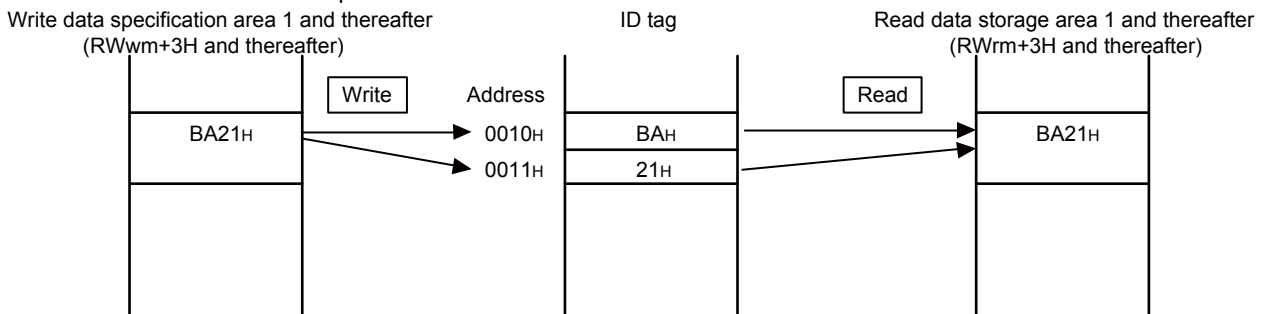 Write data specification area 1 and thereafter
(RWwm+3H and thereafter)
ID tag
Read data storage area 1 and thereafter
(RWrm+3H and thereafter)
Write
Address
Read
BA21H
0010H
BAH
BA21H
0011H
21H